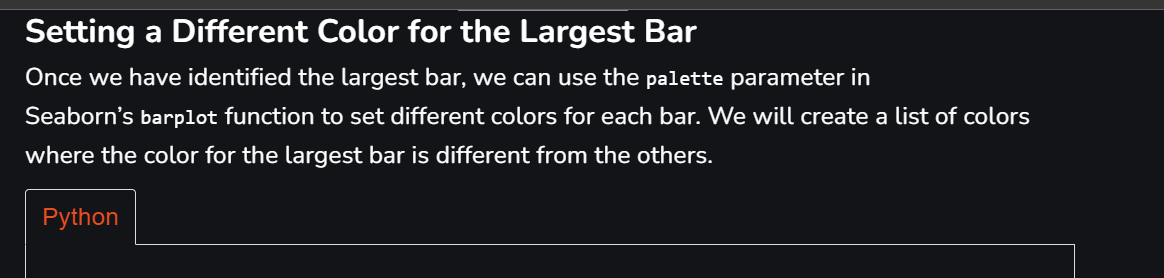 Setting a Different Color for the Largest Bar
Once we have identified the largest bar, we can use the palette parameter in
Seaborn’s barplot function to set different colors for each bar. We will create a list of colors
where the color for the largest bar is different from the others.
Python